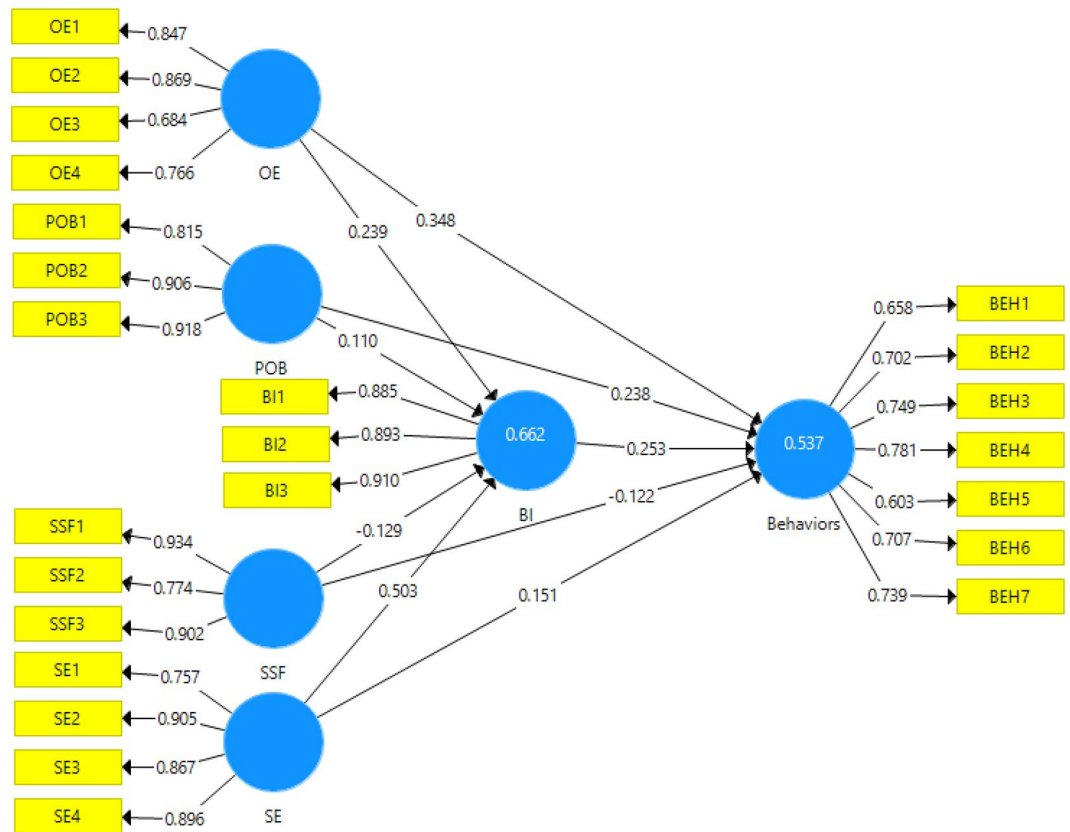 OE1
0.847
OE2
0.869
OE3
0.684
OE4
0.766
OE
POB1
0.815
POB2
0.906
POB3
0.918
POB
0.239
0.348
0.110
0.238
BI1
0.885
BI2
0.893
BI3
0.910
0.662
BI
0.253
-0.122
-0.129
0.503
0.151
SSF1
0.934
SSF2
0.774
SSF3
0.902
SSF
SE1
0.757
SE2
0.905
SE3
0.867
SE4
0.896
SE
0.537
Behaviors
0.658
BEH1
0.702
BEH2
0.749
BEH3
0.781
BEH4
0.603
BEH5
0.707
BEH6
0.739
BEH7